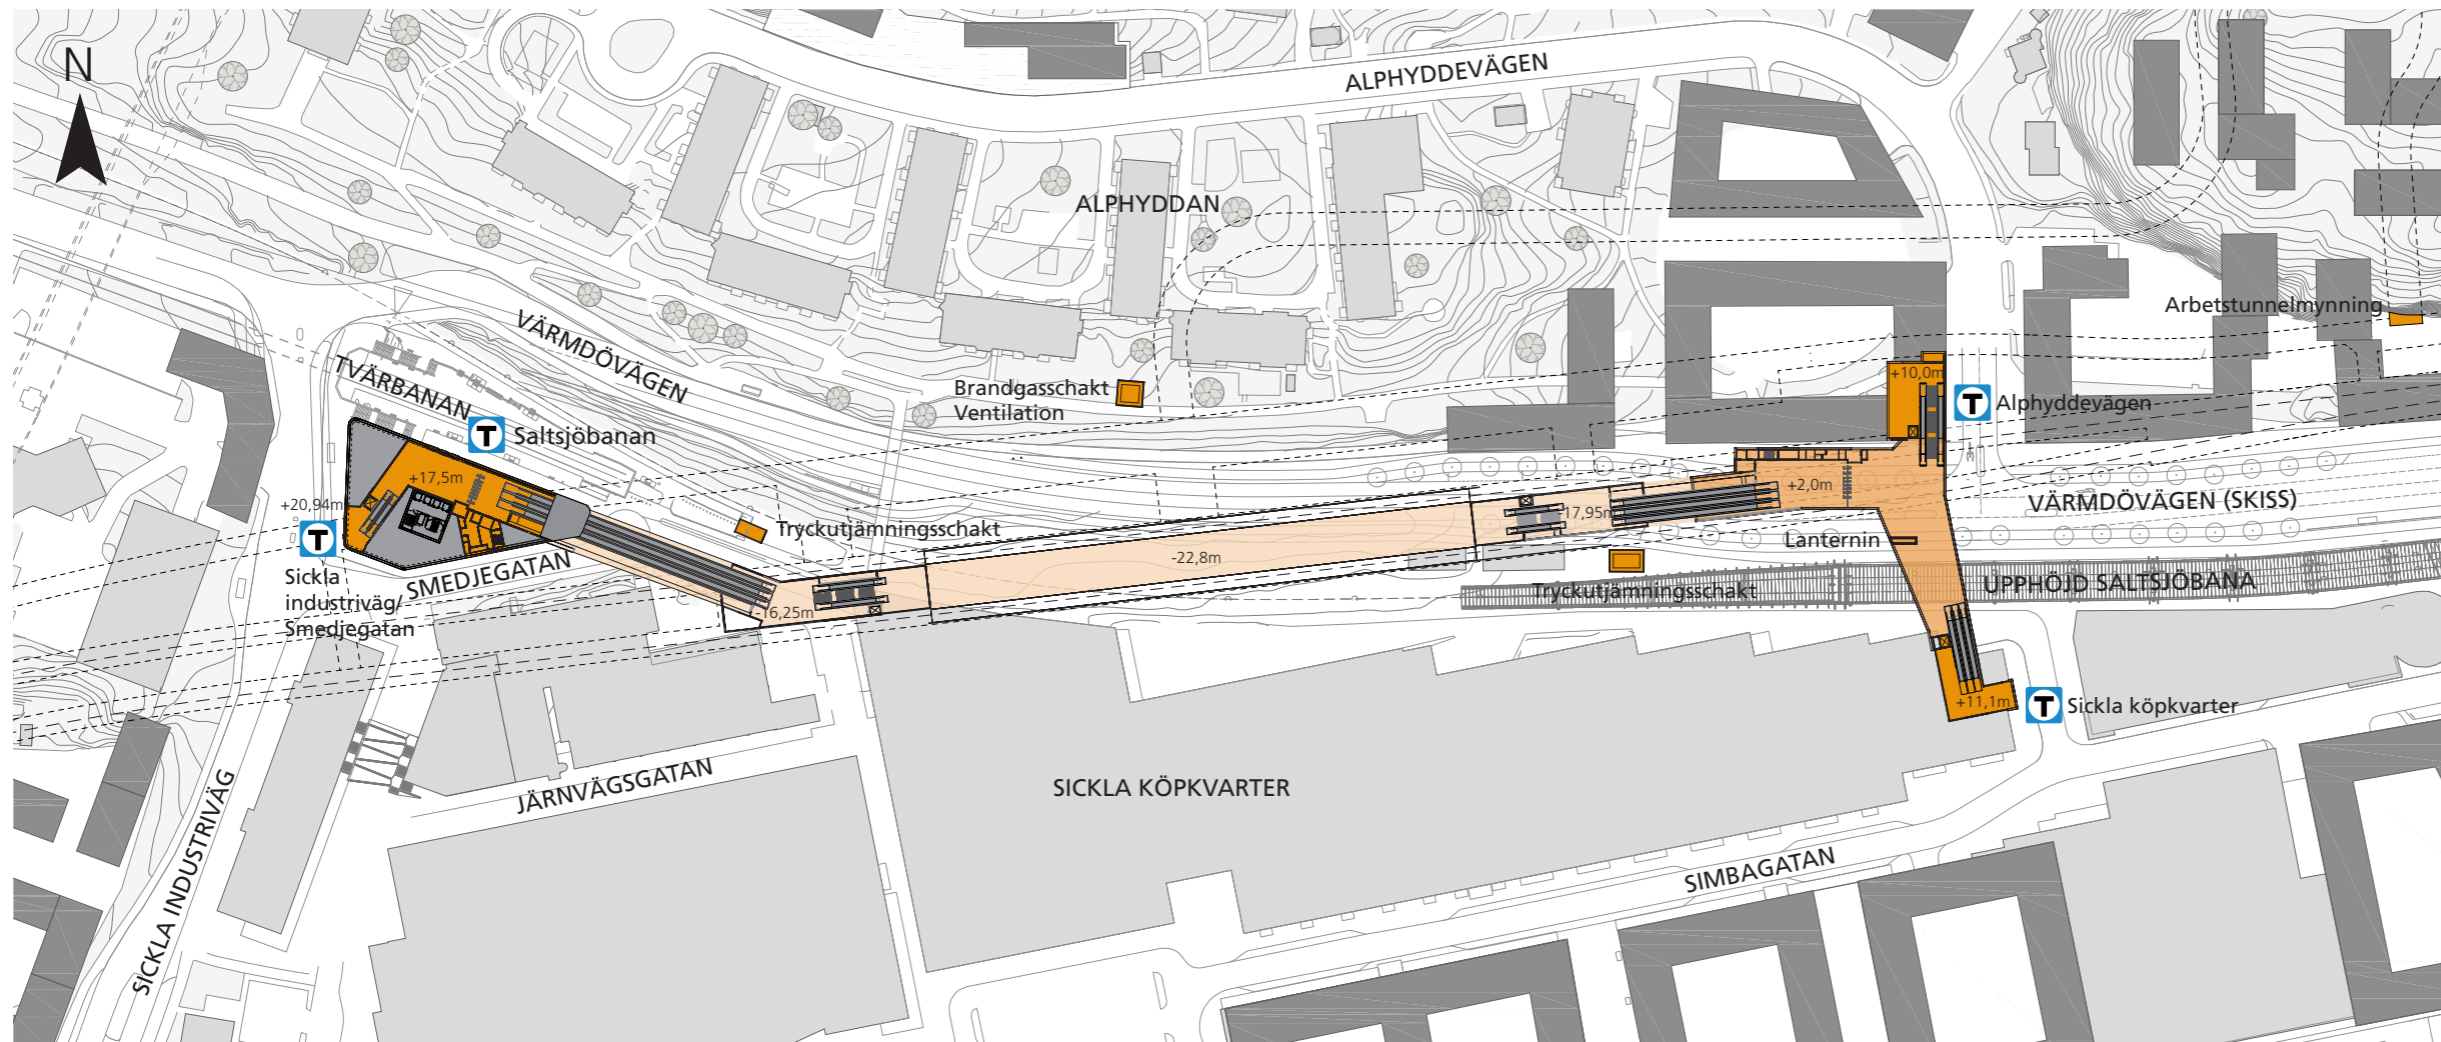 N
ALPHYDDEVÄGEN
ALPHYDDAN
VÄRMDÖVÄGEN
TVÄRBANAN
T
Saltsjöbanan
Brandgasschakt
Ventilation
Arbetstunnelmynning
+10,0m
T
Alphyddevägen
+17,5m
+20,94m
T
Sickla
industriväg/
Smedjegatan
SMEDJEGATAN
Tryckutjämningsschakt
-16,25m
-22,8m
-17,95m
+2,0m
VÄRMDÖVÄGEN (SKISS)
Lanternin
Tryckutjämningsschakt
UPPHÖJD SALTSJÖBANA
+11,1m
T
Sickla köpkvarter
JÄRNVÄGSGATAN
SICKLA KÖPKVARTER
SICKLA INDUSTRIVÄG
SIMBAGATAN